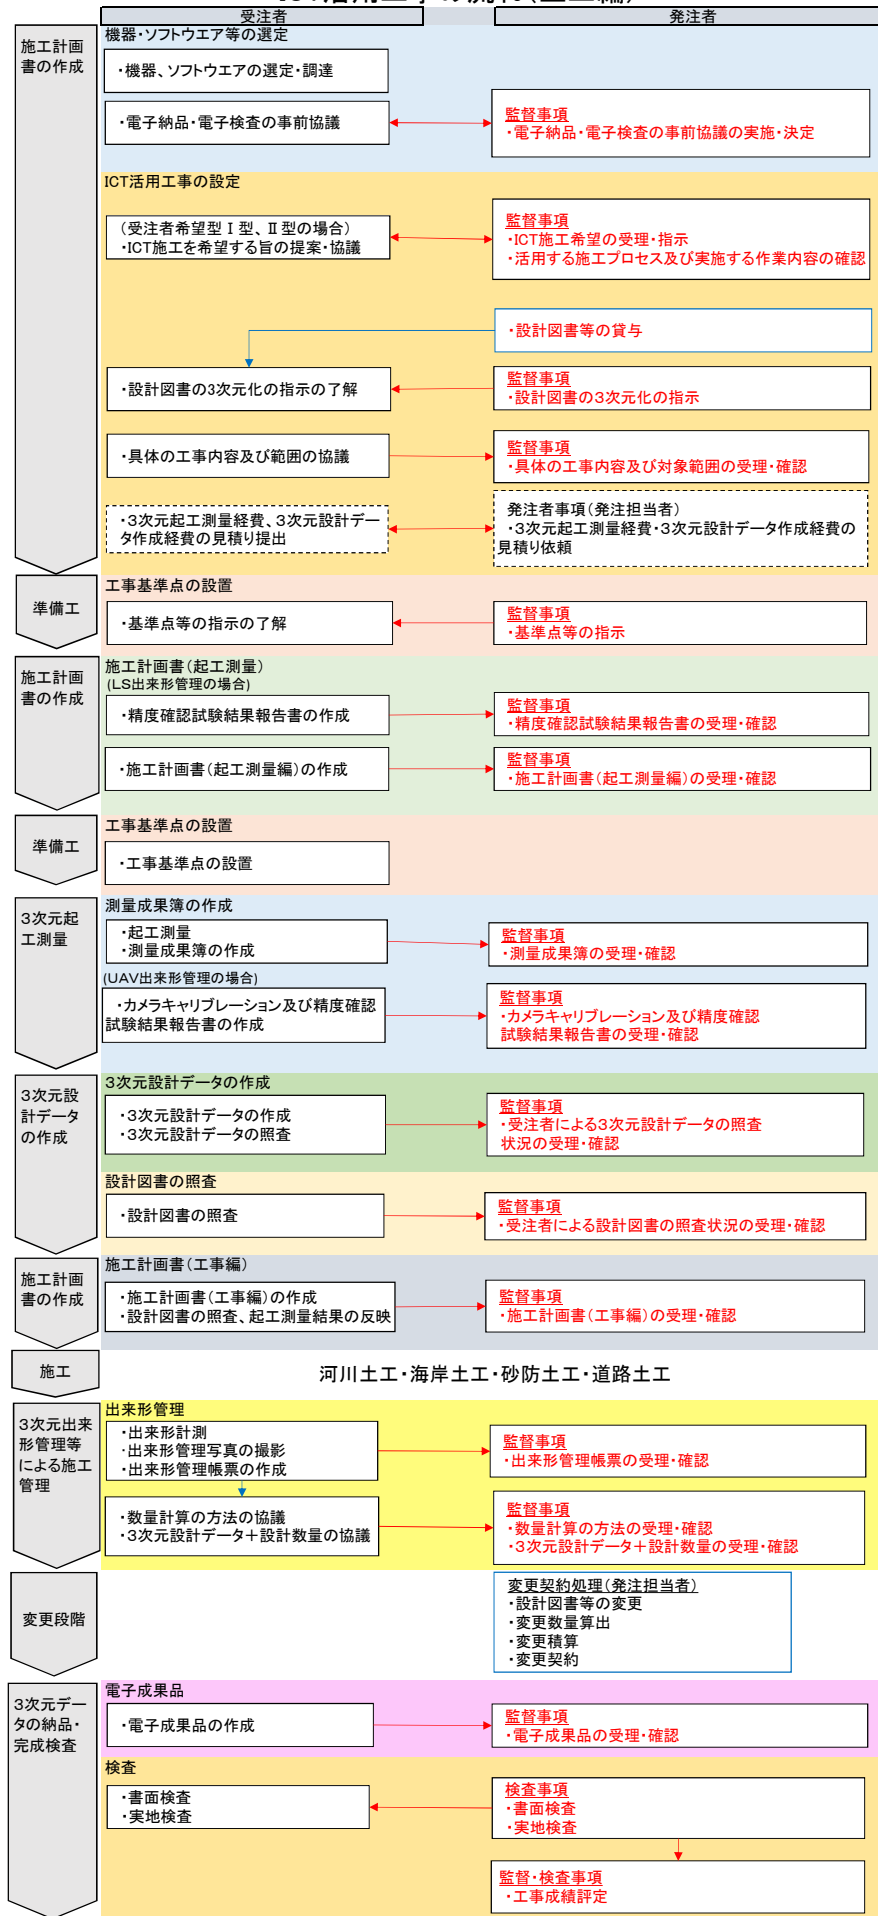 受注者
発注者
施工計画
書の作成
機器・ソフトウエア等の選定
・機器、ソフトウエアの選定・調達
・電子納品・電子検査の事前協議
監督事項
・電子納品・電子検査の事前協議の実施・決定
ICT活用工事の設定
(受注者希望型Ⅰ型、Ⅱ型の場合)
・ICT施工を希望する旨の提案・協議
監督事項
・ICT施工希望の受理・指示
・活用する施工プロセス及び実施する作業内容の確認
・設計図書等の貸与
・設計図書の3次元化の指示の了解
監督事項
・設計図書の3次元化の指示
・具体の工事内容及び範囲の協議
監督事項
・具体の工事内容及び対象範囲の受理・確認
・3次元起工測量経費、3次元設計デー
タ作成経費の見積り提出
発注者事項(発注担当者)
・3次元起工測量経費・3次元設計データ作成経費の
見積り依頼
準備工
工事基準点の設置
・基準点等の指示の了解
監督事項
・基準点等の指示
施工計画
書の作成
施工計画書(起工測量)
(LS出来形管理の場合)
・精度確認試験結果報告書の作成
監督事項
・精度確認試験結果報告書の受理・確認
・施工計画書(起工測量編)の作成
監督事項
・施工計画書(起工測量編)の受理・確認
準備工
工事基準点の設置
・工事基準点の設置
3次元起
工測量
測量成果簿の作成
・起工測量
・測量成果簿の作成
監督事項
・測量成果簿の受理・確認
(UAV出来形管理の場合)
・カメラキャリブレーション及び精度確認
試験結果報告書の作成
監督事項
・カメラキャリブレーション及び精度確認
試験結果報告書の受理・確認
3次元設
計データ
の作成
3次元設計データの作成
・3次元設計データの作成
・3次元設計データの照査
監督事項
・受注者による3次元設計データの照査
状況の受理・確認
設計図書の照査
・設計図書の照査
監督事項
・受注者による設計図書の照査状況の受理・確認
施工計画
書の作成
施工計画書(工事編)
・施工計画書(工事編)の作成
・設計図書の照査、起工測量結果の反映
監督事項
・施工計画書(工事編)の受理・確認
施工
河川土工・海岸土工・砂防土工・道路土工
3次元出来
形管理等
による施工
管理
出来形管理
・出来形計測
・出来形管理写真の撮影
・出来形管理帳票の作成
監督事項
・出来形管理帳票の受理・確認
・数量計算の方法の協議
・3次元設計データ+設計数量の協議
監督事項
・数量計算の方法の受理・確認
・3次元設計データ+設計数量の受理・確認
変更段階
変更契約処理(発注担当者)
・設計図書等の変更
・変更数量算出
・変更積算
・変更契約
3次元デー
タの納品・
完成検査
電子成果品
・電子成果品の作成
監督事項
・電子成果品の受理・確認
検査
・書面検査
・実地検査
検査事項
・書面検査
・実地検査
監督・検査事項
・工事成績評定